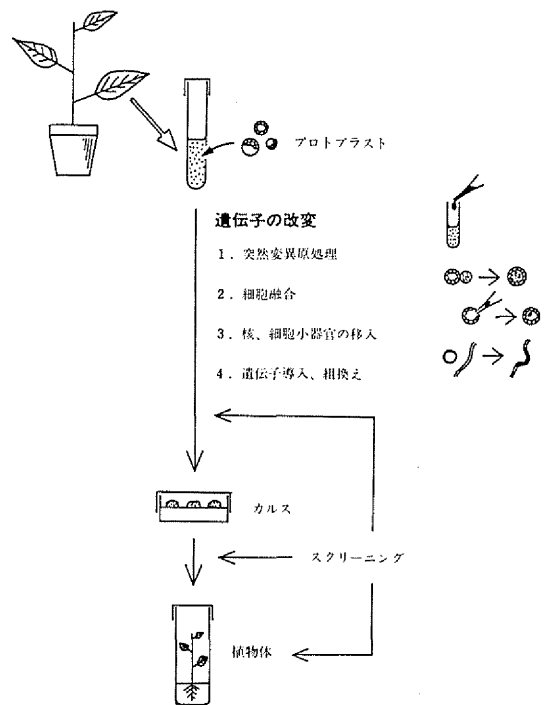 プロトプラスト
遺伝子の改変
1．突然変異原処理
2．細胞融合
3．核、細胞小器官の移入
4．遺伝子導入、組換え
カルス
スクリーニング
植物体